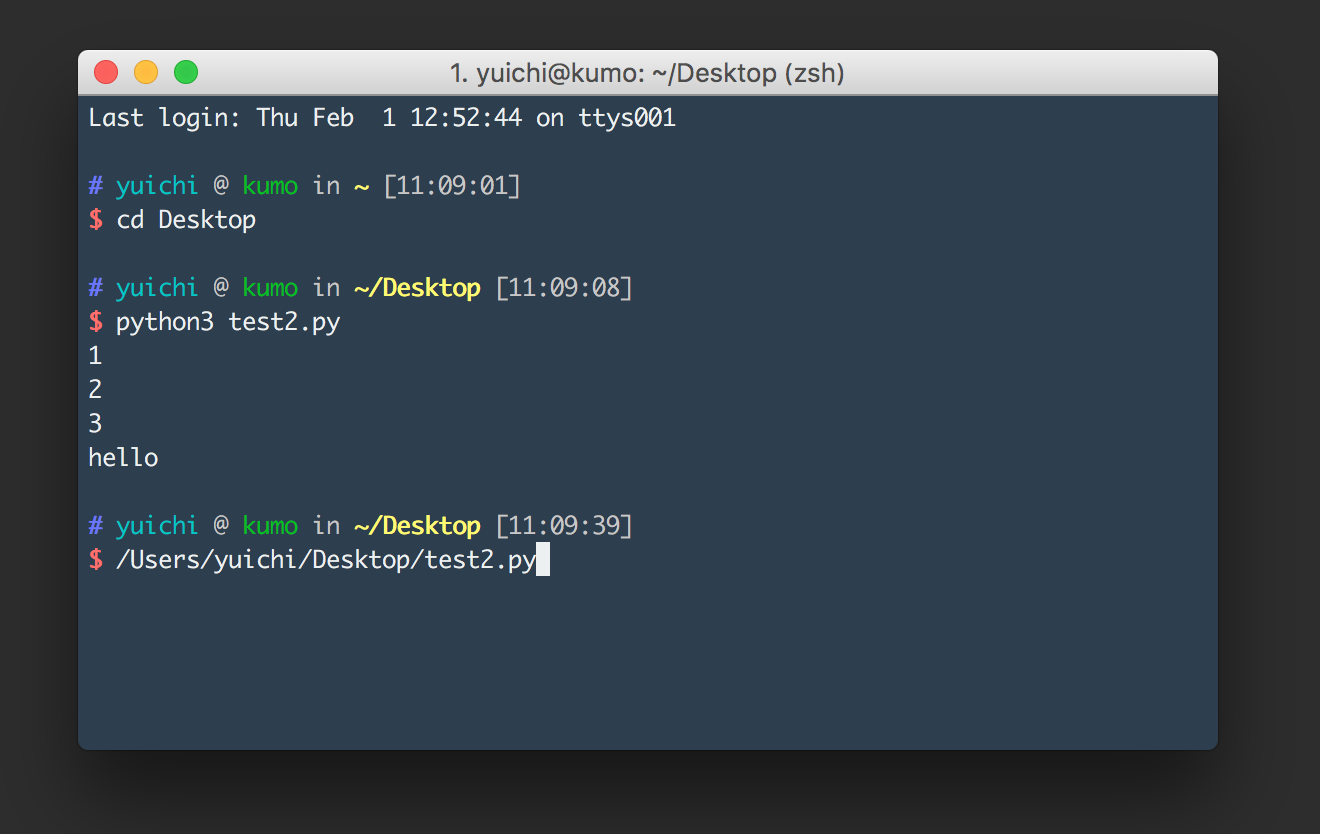 1. yuichi@kumo: ~/Desktop (zsh)
Last login: Thu Feb  1 12:52:44 on ttys001
# yuichi @ kumo in ~ [11:09:01]
$ cd Desktop
# yuichi @ kumo in ~/Desktop [11:09:08]
$ python3 test2.py
1
2
3
hello
# yuichi @ kumo in ~/Desktop [11:09:39]
$ /Users/yuichi/Desktop/test2.py